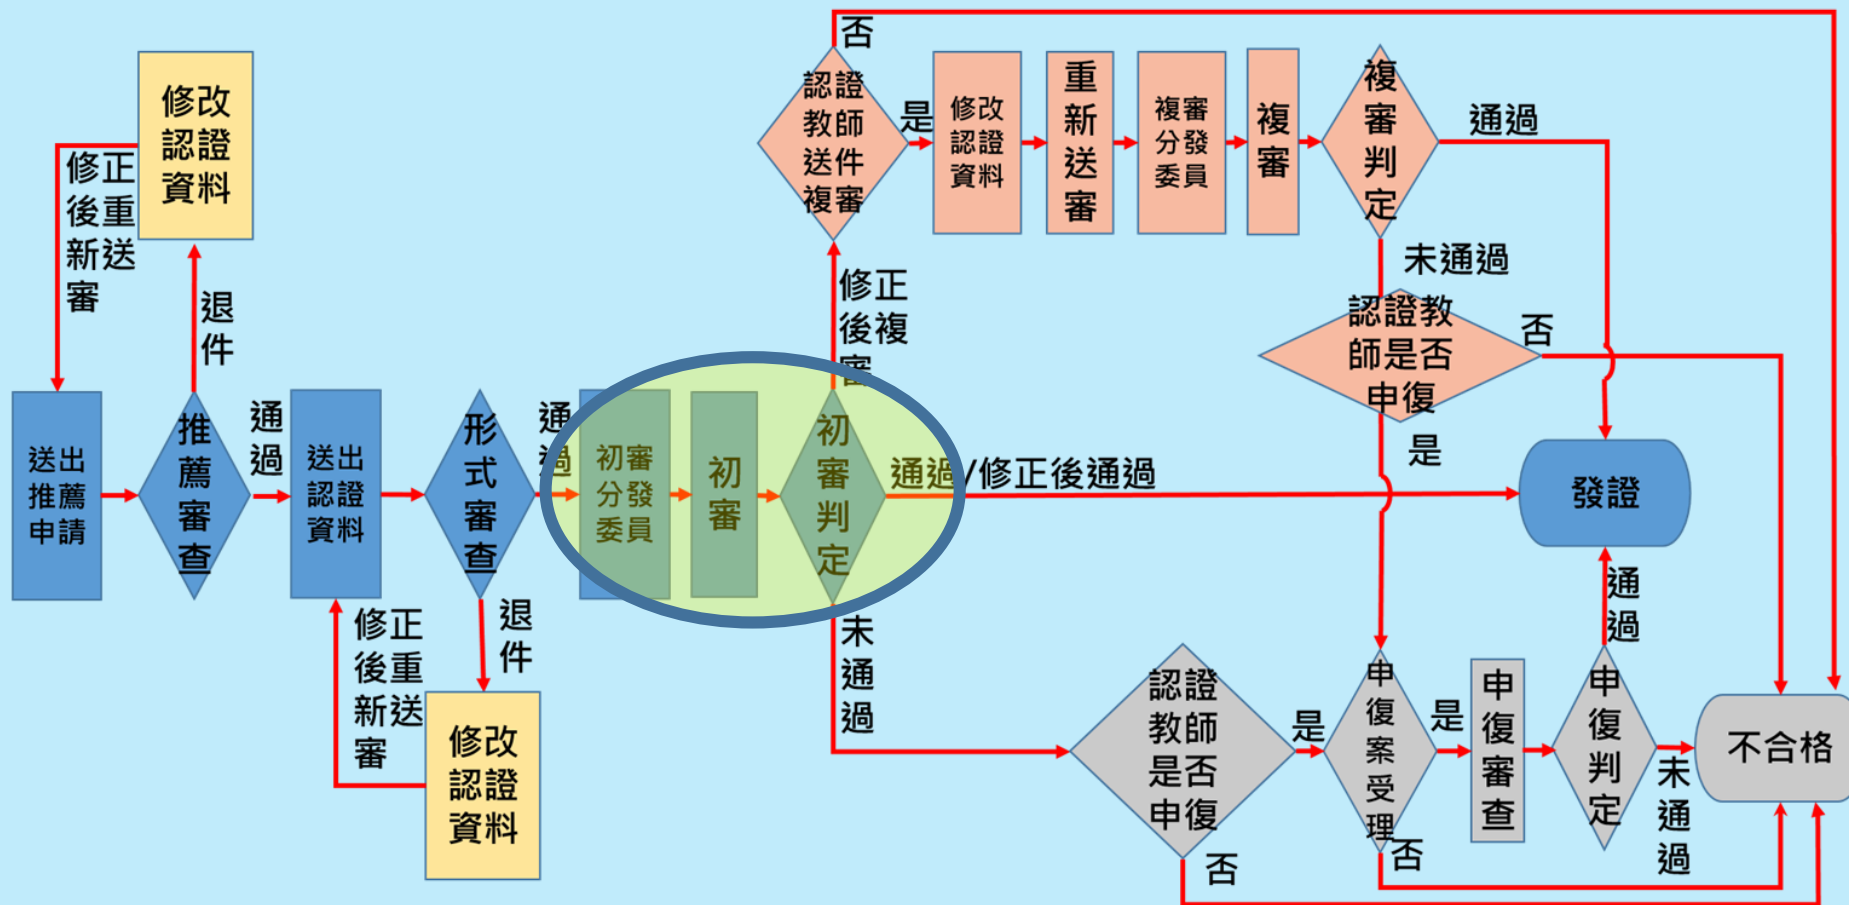 送出
推薦
申請
推
薦
審
查
退
件
修改
認證
資料
修正
後重
新送
審
通
過
送出
認證
資料
形
式
審
查
退
件
修改
認證
資料
修正
後重
新送
審
通
過
初審
分發
委員
初
審
初
審
判
定
修正
後複
審
認證
教師
送件
複審
否
是
修改
認證
資料
重
新
送
審
複審
分發
委員
複
審
複
審
判
定
通過
未通過
認證教
師是否
申復
否
是
通過/修正後通過
發證
未
通
過
認證
教師
是否
申復
是
否
申
復
案
受
理
是
否
申
復
審
查
申
復
判
定
通
過
未
通
過
不合格